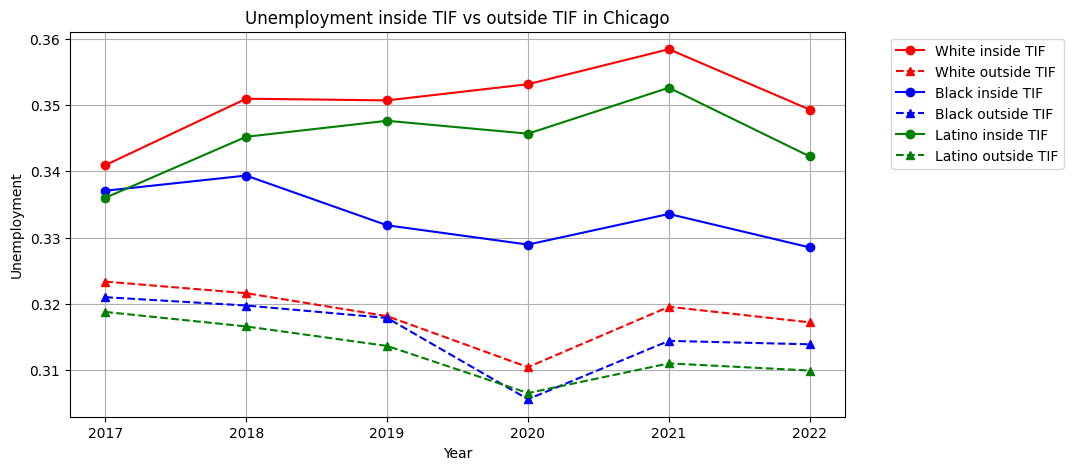 Unemployment inside TIF vs outside TIF in Chicago
0.36
0.35
0.34
0.33
0.32
0.31
Unemployment
2017 2018 2019 2020 2021 2022
Year
White inside TIF
White outside TIF
Black inside TIF
Black outside TIF
Latino inside TIF
Latino outside TIF